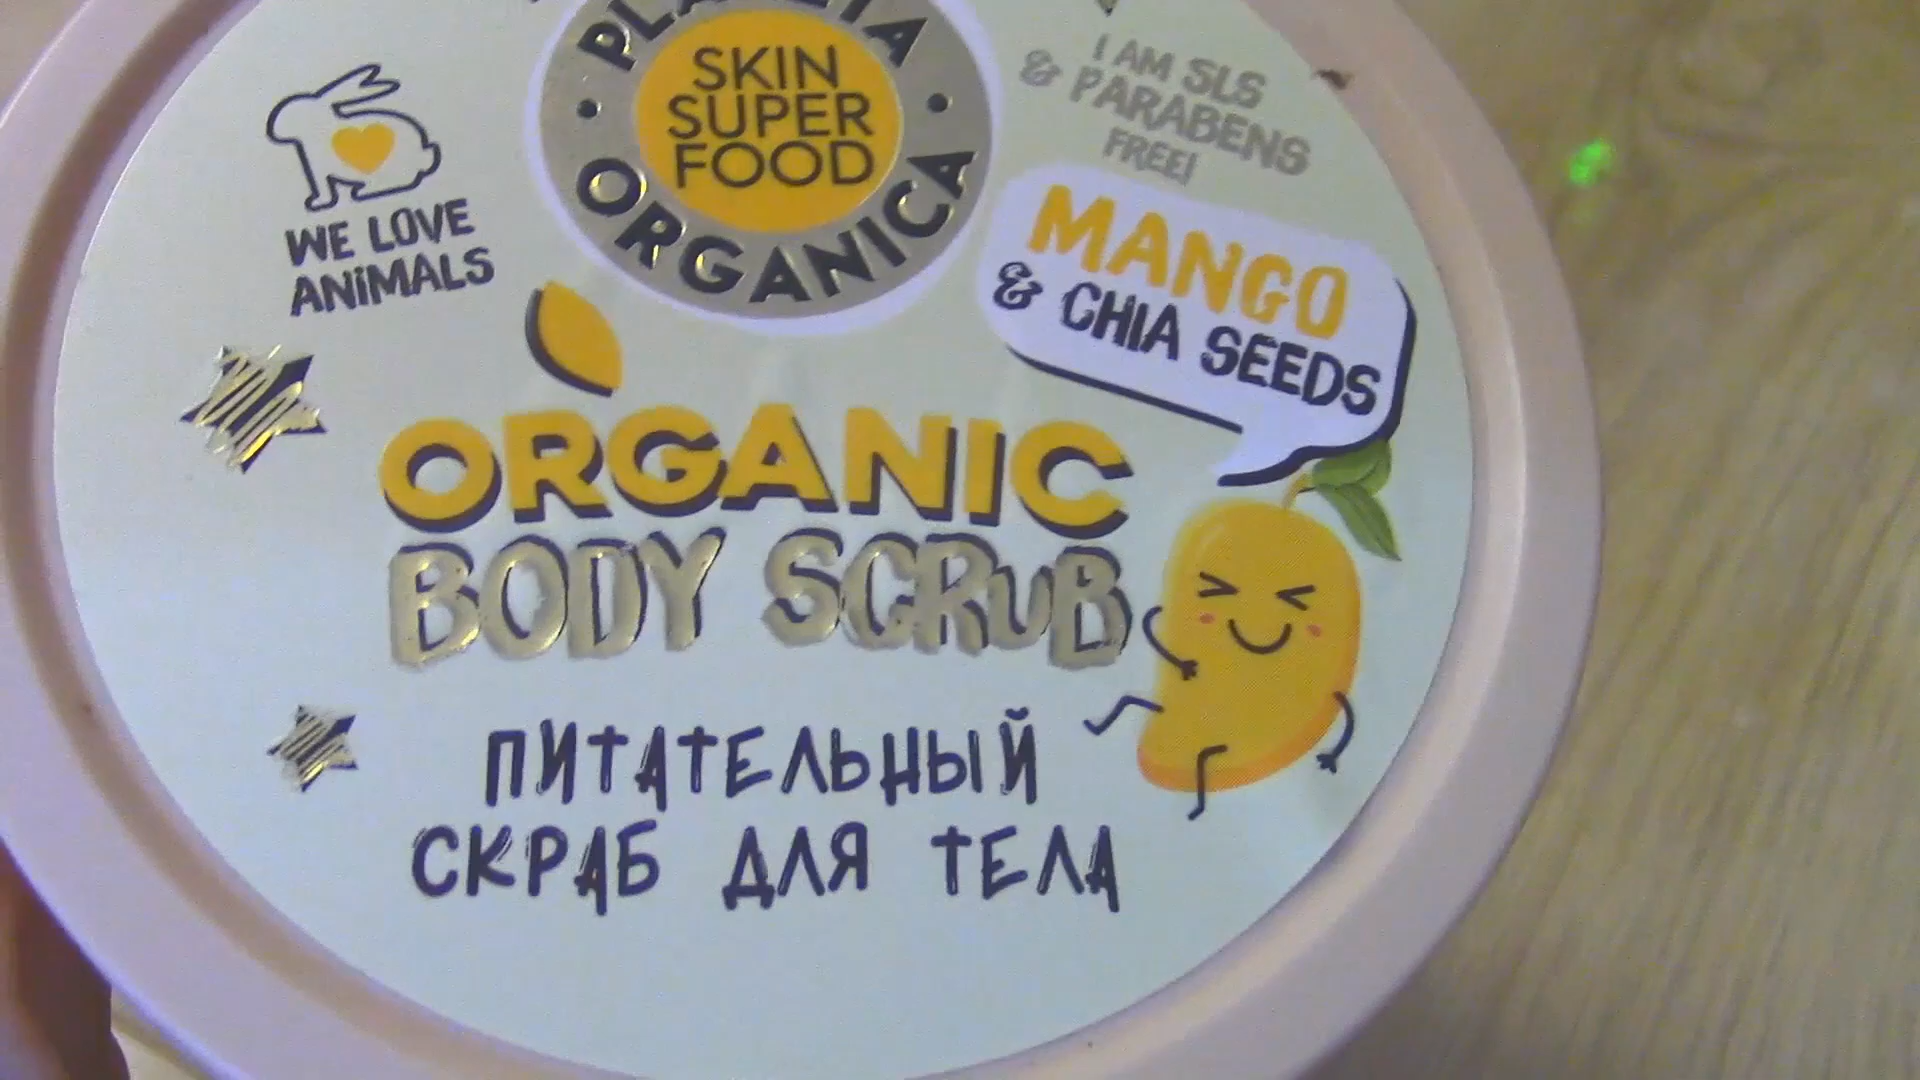 PLANETA
SKIN
SUPER
FOOD
ORGANICA
WE LOVE
ANiMALS
I AM SLS
& PARABENS
FREE!
MANGO
& CHIA SEEDS
ORGANIC
BODY SCRuB
ПИТАТЕЛЬНЫЙ
СКРАБ ДЛЯ ТЕЛА